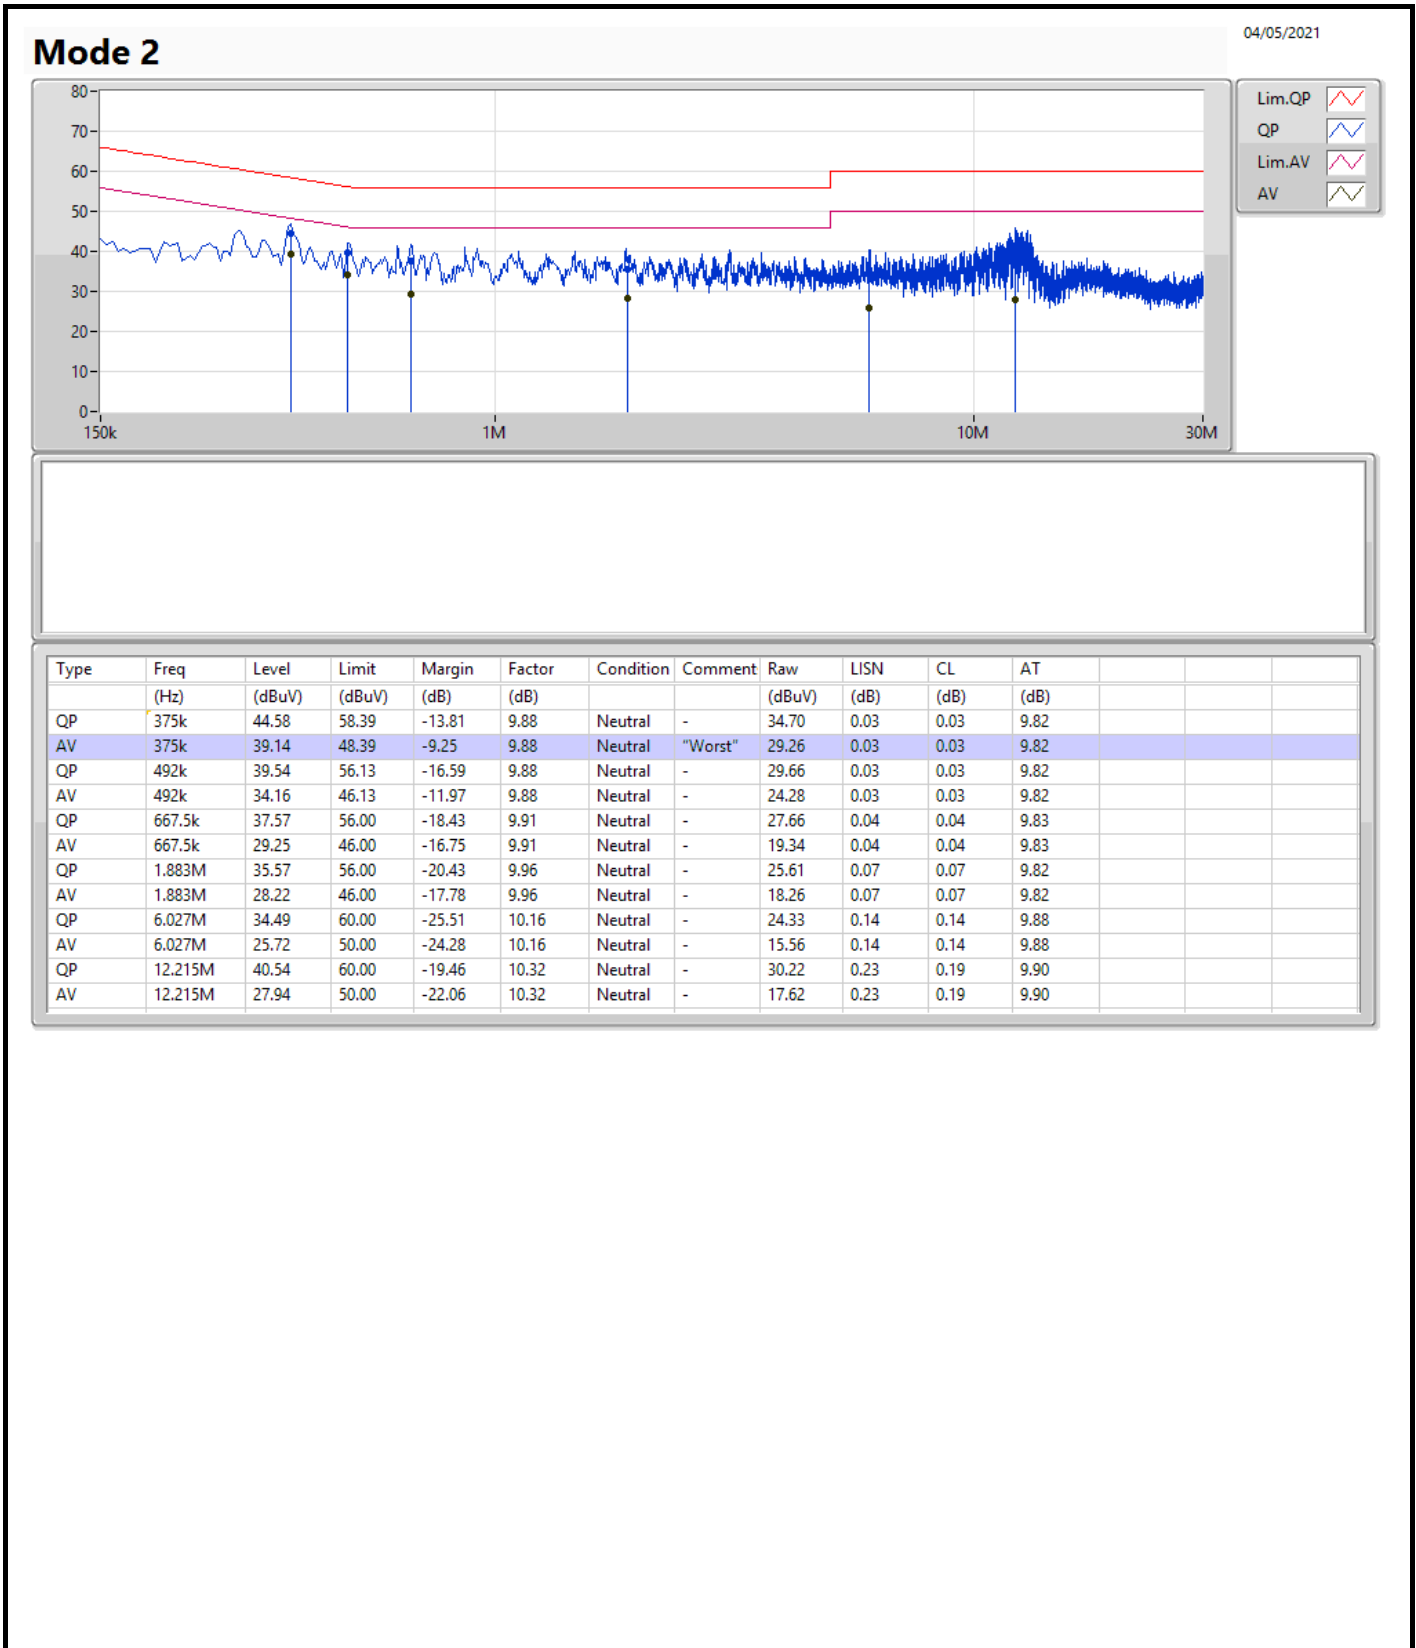 04/05/2021
Mode 2
80
70
60
50
40
30
20
10
0
150k 1M 10M 30M
Lim.QP
QP
Lim.AV
AV
Type Freq Level Limit Margin Factor Condition Comment Raw LISN CL AT
(Hz) (dBuV) (dBuV) (dB) (dB) (dBuV) (dB) (dB) (dB)
QP 375k 44.58 58.39 -13.81 9.88 Neutral - 34.70 0.03 0.03 9.82
AV 375k 39.14 48.39 -9.25 9.88 Neutral "Worst" 29.26 0.03 0.03 9.82
QP 492k 39.54 56.13 -16.59 9.88 Neutral - 29.66 0.03 0.03 9.82
AV 492k 34.16 46.13 -11.97 9.88 Neutral - 24.28 0.03 0.03 9.82
QP 667.5k 37.57 56.00 -18.43 9.91 Neutral - 27.66 0.04 0.04 9.83
AV 667.5k 29.25 46.00 -16.75 9.91 Neutral - 19.34 0.04 0.04 9.83
QP 1.883M 35.57 56.00 -20.43 9.96 Neutral - 25.61 0.07 0.07 9.82
AV 1.883M 28.22 46.00 -17.78 9.96 Neutral - 18.26 0.07 0.07 9.82
QP 6.027M 34.49 60.00 -25.51 10.16 Neutral - 24.33 0.14 0.14 9.88
AV 6.027M 25.72 50.00 -24.28 10.16 Neutral - 15.56 0.14 0.14 9.88
QP 12.215M 40.54 60.00 -19.46 10.32 Neutral - 30.22 0.23 0.19 9.90
AV 12.215M 27.94 50.00 -22.06 10.32 Neutral - 17.62 0.23 0.19 9.90